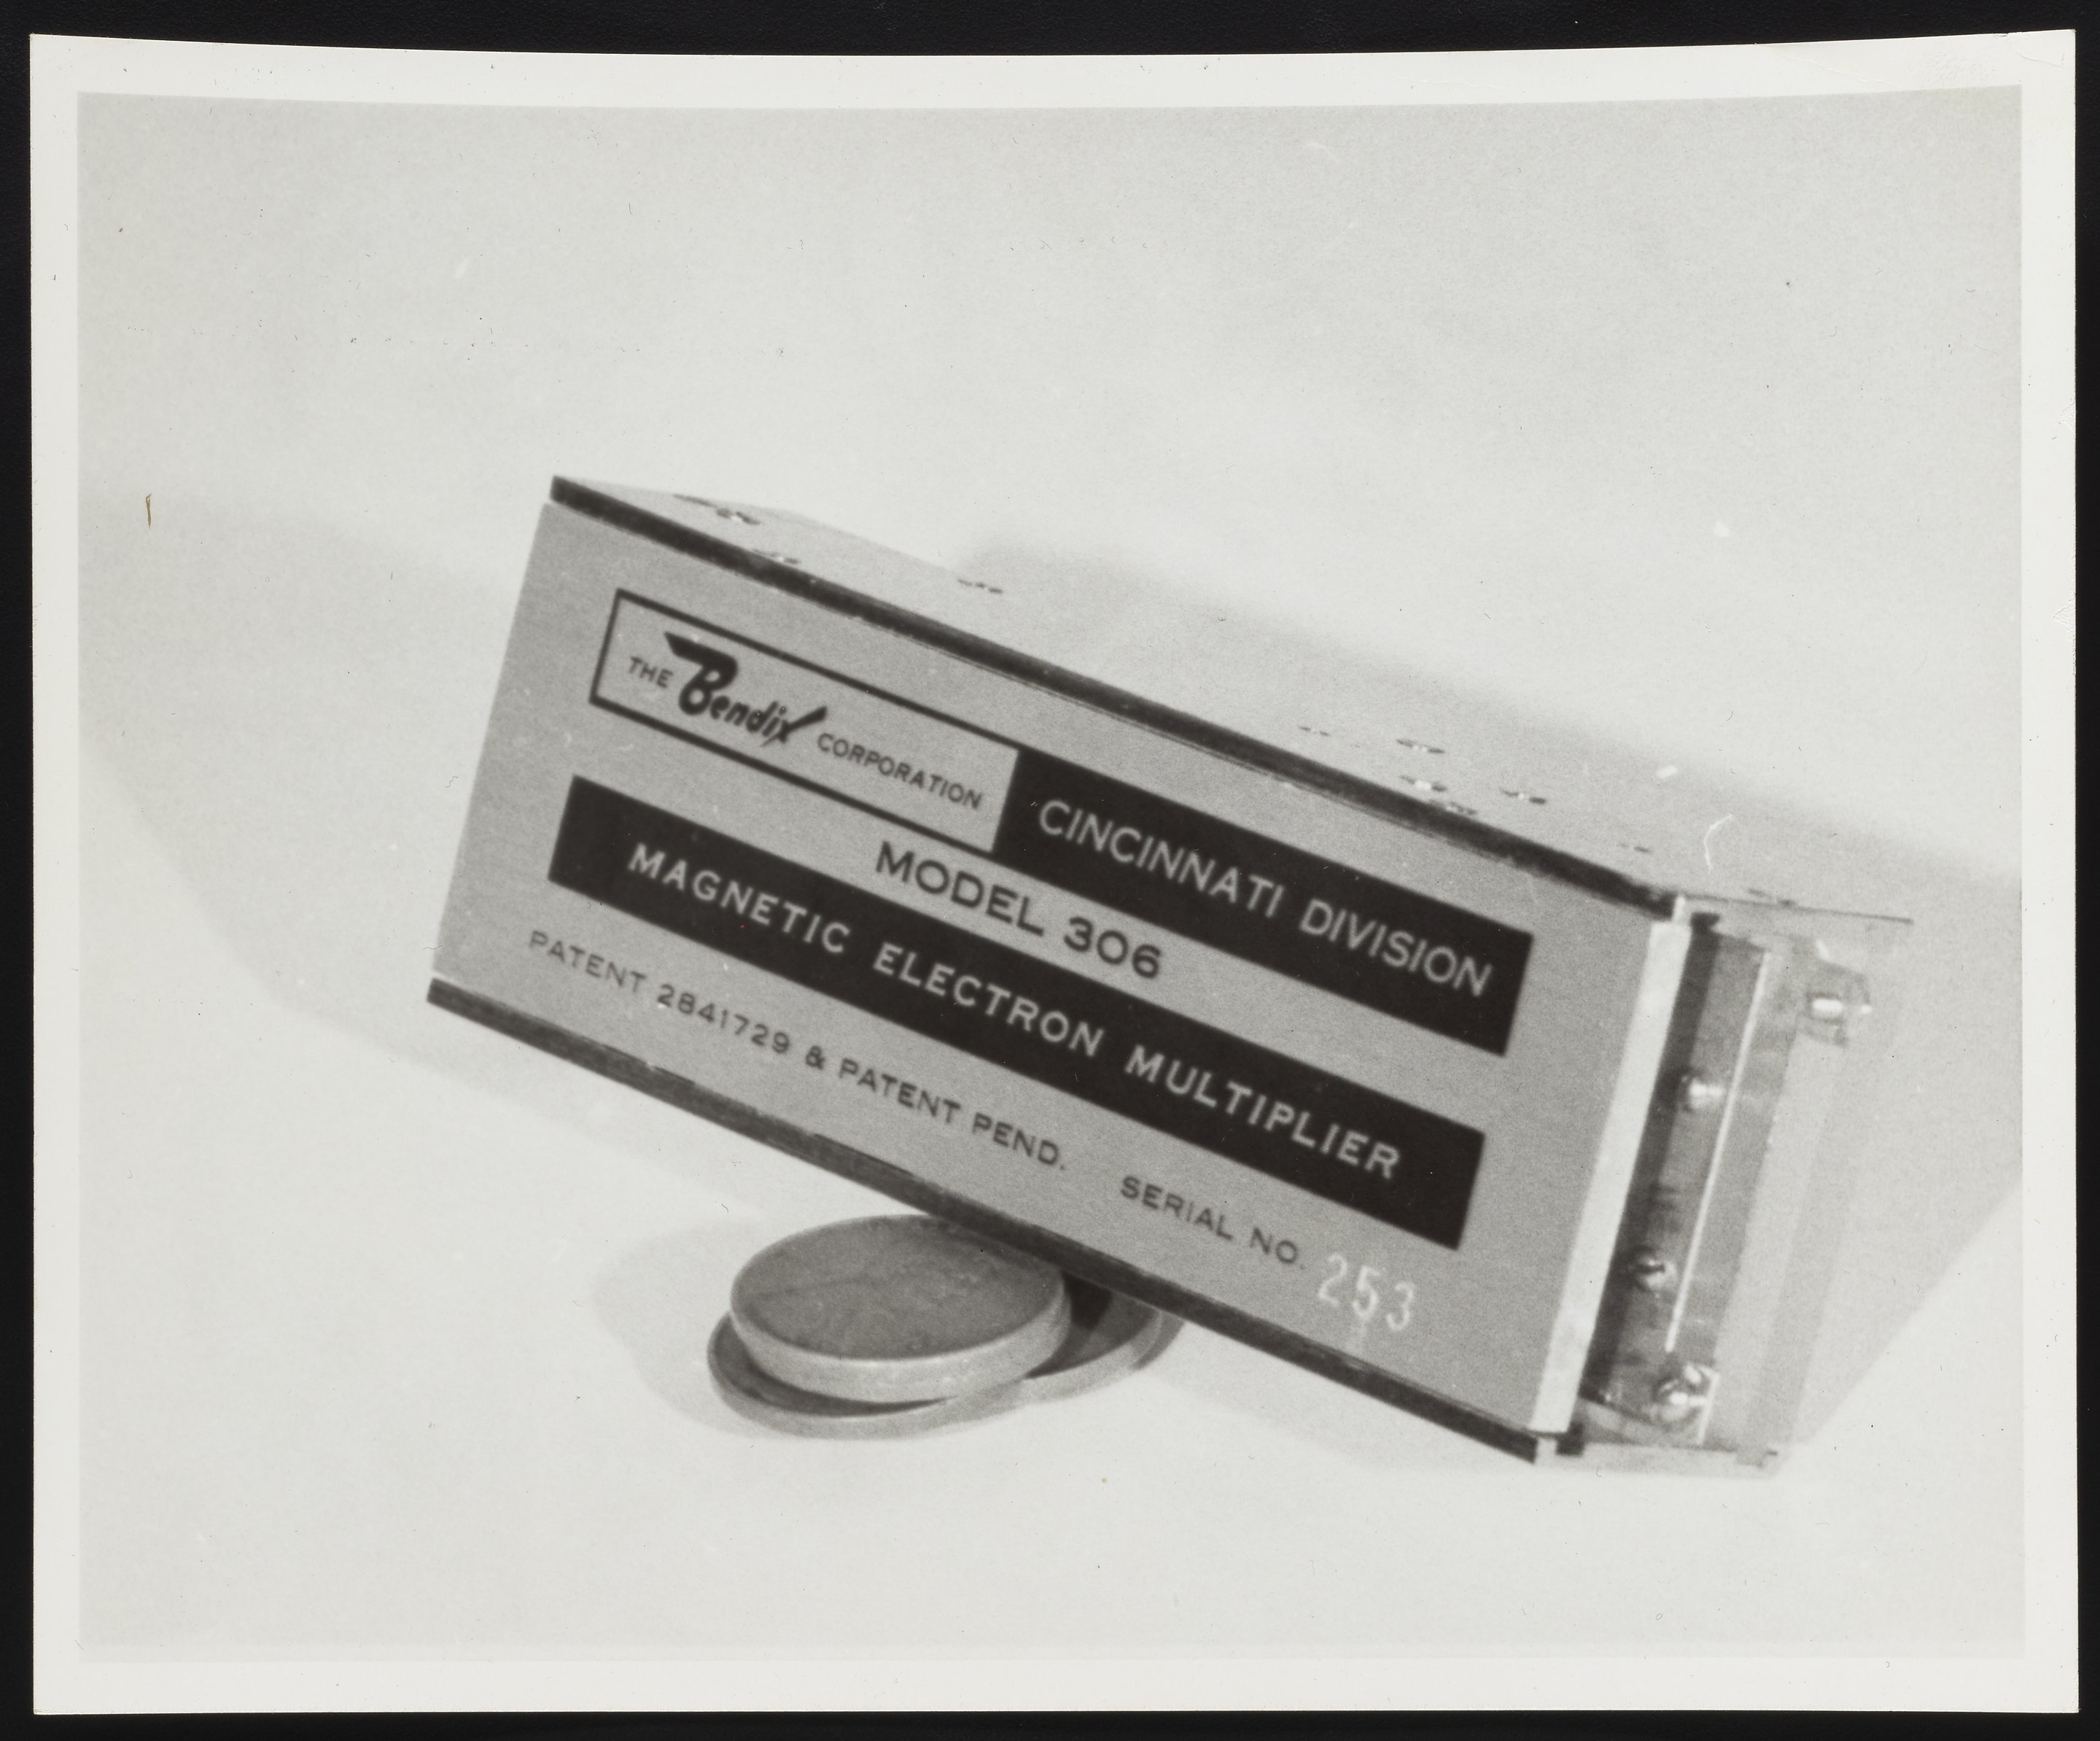 THE Bendix CORPORATION CINCINNATI DIVISION
MODEL 306
MAGNETIC ELECTRON MULTIPLIER
PATENT 2841729 & PATENT PEND. SERIAL NO. 253